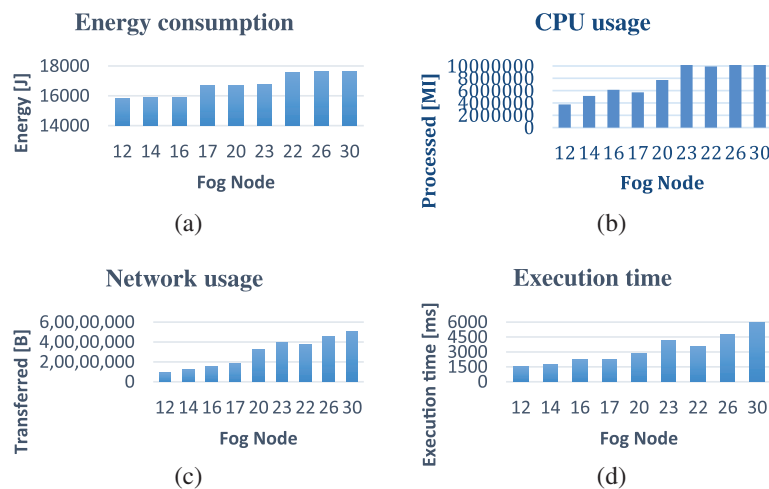 Energy consumption
Energy [J]
18000
16000
14000
12 14 16 17 20 23 22 26 30
Fog Node
(a)
CPU usage
Processed [MI]
10000000
8000000
6000000
4000000
2000000
0
12 14 16 17 20 23 22 26 30
Fog Node
(b)
Network usage
Transferred [B]
6,00,00,000
4,00,00,000
2,00,00,000
0
12 14 16 17 20 23 22 26 30
Fog Node
(c)
Execution time
Execution time [ms]
6000
4500
3000
1500
0
12 14 16 17 20 23 22 26 30
Fog Node
(d)